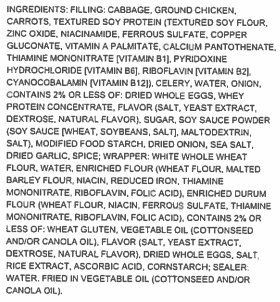 INGREDIENTS: FILLING: CABBAGE, GROUND CHICKEN,
CARROTS, TEXTURED SOY PROTEIN (TEXTURED SOY FLOUR,
ZINC OXIDE, NIACINAMIDE, FERROUS SULFATE, COPPER
GLUCONATE, VITAMIN A PALMITATE, CALCIUM PANTOTHENATE,
THIAMINE MONONITRATE [VITAMIN B1], PYRIDOXINE
HYDROCHLORIDE [VITAMIN B6], RIBOFLAVIN [VITAMIN B2],
CYANOCOBALAMIN [VITAMIN B12]), CELERY, WATER, ONION,
CONTAINS 2% OR LESS OF: DRIED WHOLE EGGS, WHEY
PROTEIN CONCENTRATE, FLAVOR (SALT, YEAST EXTRACT,
DEXTROSE, NATURAL FLAVOR), SUGAR, SOY SAUCE POWDER
(SOY SAUCE [WHEAT, SOYBEANS, SALT], MALTODEXTRIN,
SALT), MODIFIED FOOD STARCH, DRIED ONION, SEA SALT,
DRIED GARLIC, SPICE; WRAPPER: WHITE WHOLE WHEAT
FLOUR, WATER, ENRICHED FLOUR (WHEAT FLOUR, MALTED
BARLEY FLOUR, NIACIN, REDUCED IRON, THIAMINE
MONONITRATE, RIBOFLAVIN, FOLIC ACID), ENRICHED DURUM
FLOUR (WHEAT FLOUR, NIACIN, FERROUS SULFATE, THIAMINE
MONONITRATE, RIBOFLAVIN, FOLIC ACID), CONTAINS 2% OR
LESS OF: WHEAT GLUTEN, VEGETABLE OIL (COTTONSEED
AND/OR CANOLA OIL), FLAVOR (SALT, YEAST EXTRACT,
DEXTROSE, NATURAL FLAVOR), DRIED WHOLE EGGS, SALT,
RICE EXTRACT, ASCORBIC ACID, CORNSTARCH; SEALER:
WATER. FRIED IN VEGETABLE OIL (COTTONSEED AND/OR
CANOLA OIL).